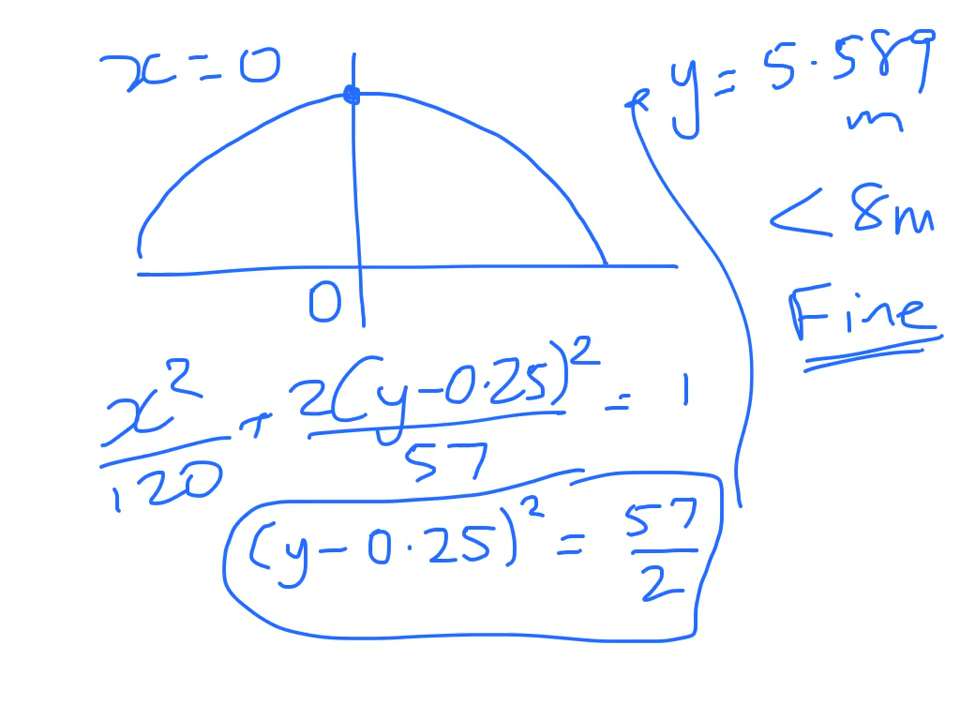 x = 0
y = 5.589
m
< 8m
Fine
0
x²/120 + 2(y-0.25)²/57 = 1
(y-0.25)² = 57/2